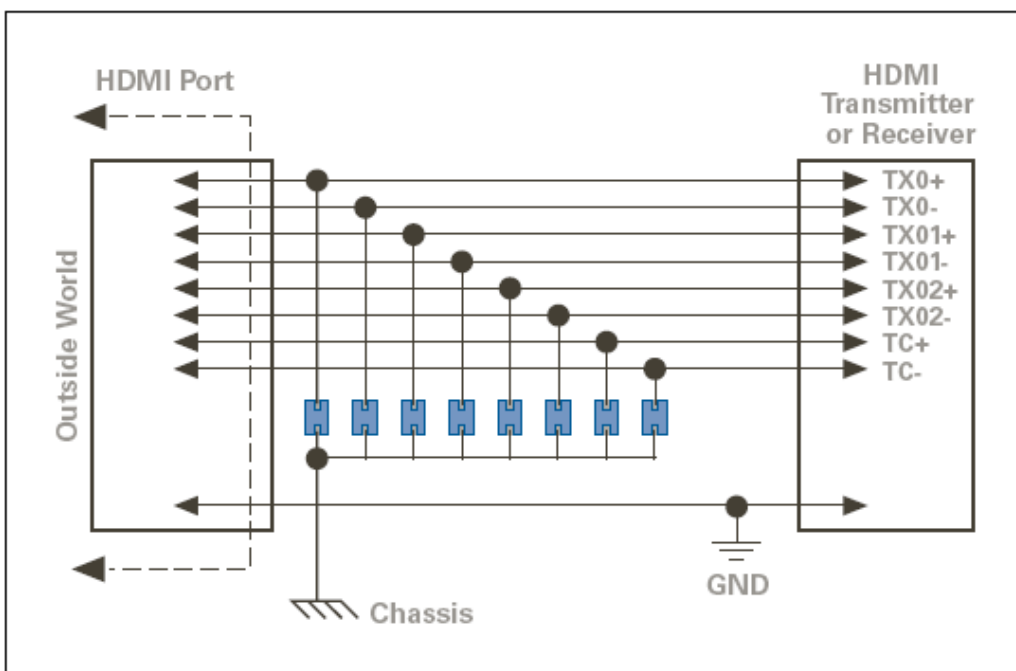 HDMI Port
HDMI
Transmitter
or Receiver
Outside World
TX0+
TX0-
TX01+
TX01-
TX02+
TX02-
TC+
TC-
GND
Chassis